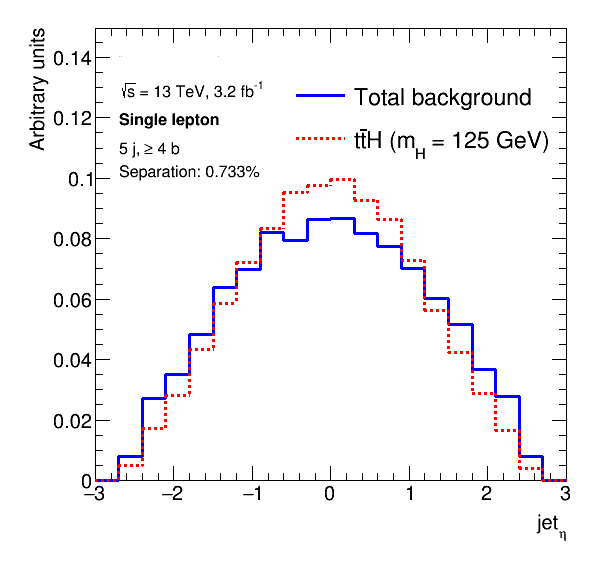 Arbitrary units
0.14
0.12
0.1
0.08
0.06
0.04
0.02
0
√s = 13 TeV, 3.2 fb⁻¹
Single lepton
5 j, ≥ 4 b
Separation: 0.733%
Total background
tt̄H (m_H = 125 GeV)
−3 −2 −1 0 1 2 3
jet_η